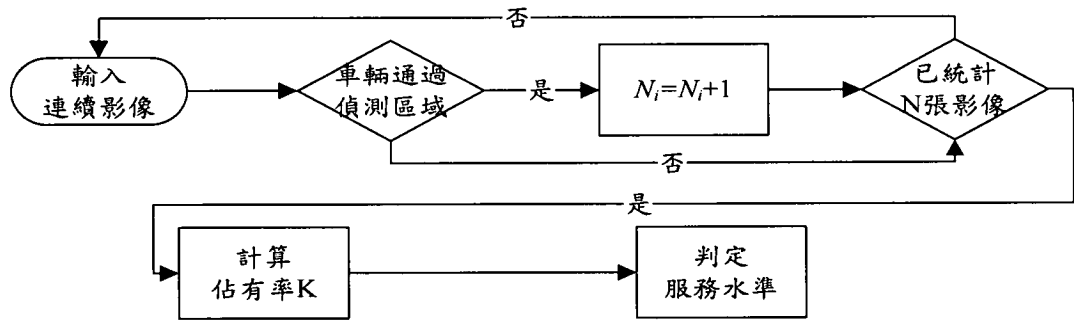 否
輸入
連續影像
車輛通過
偵測區域
是
N_i=N_i+1
已統計
N張影像
否
是
計算
佔有率K
判定
服務水準